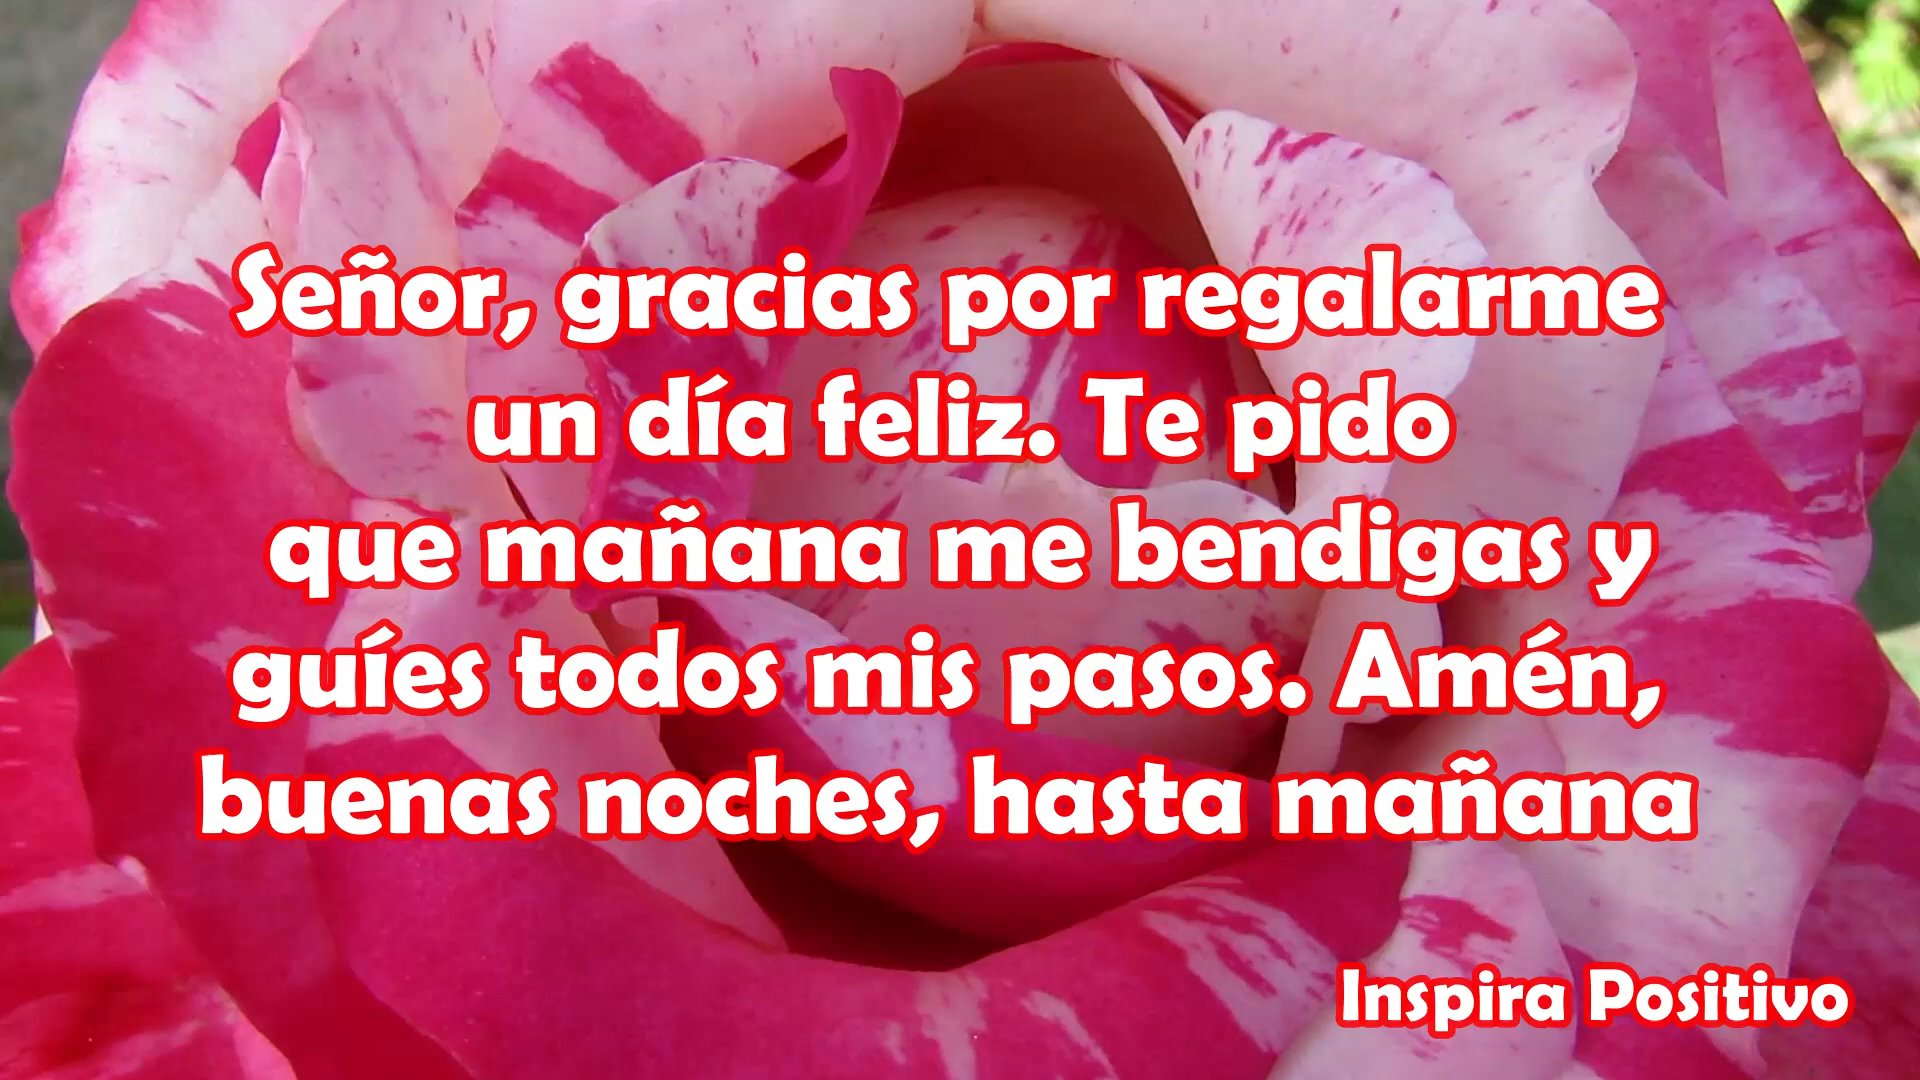 Señor, gracias por regalarme
un día feliz. Te pido
que mañana me bendigas y
guíes todos mis pasos. Amén,
buenas noches, hasta mañana
Inspira Positivo